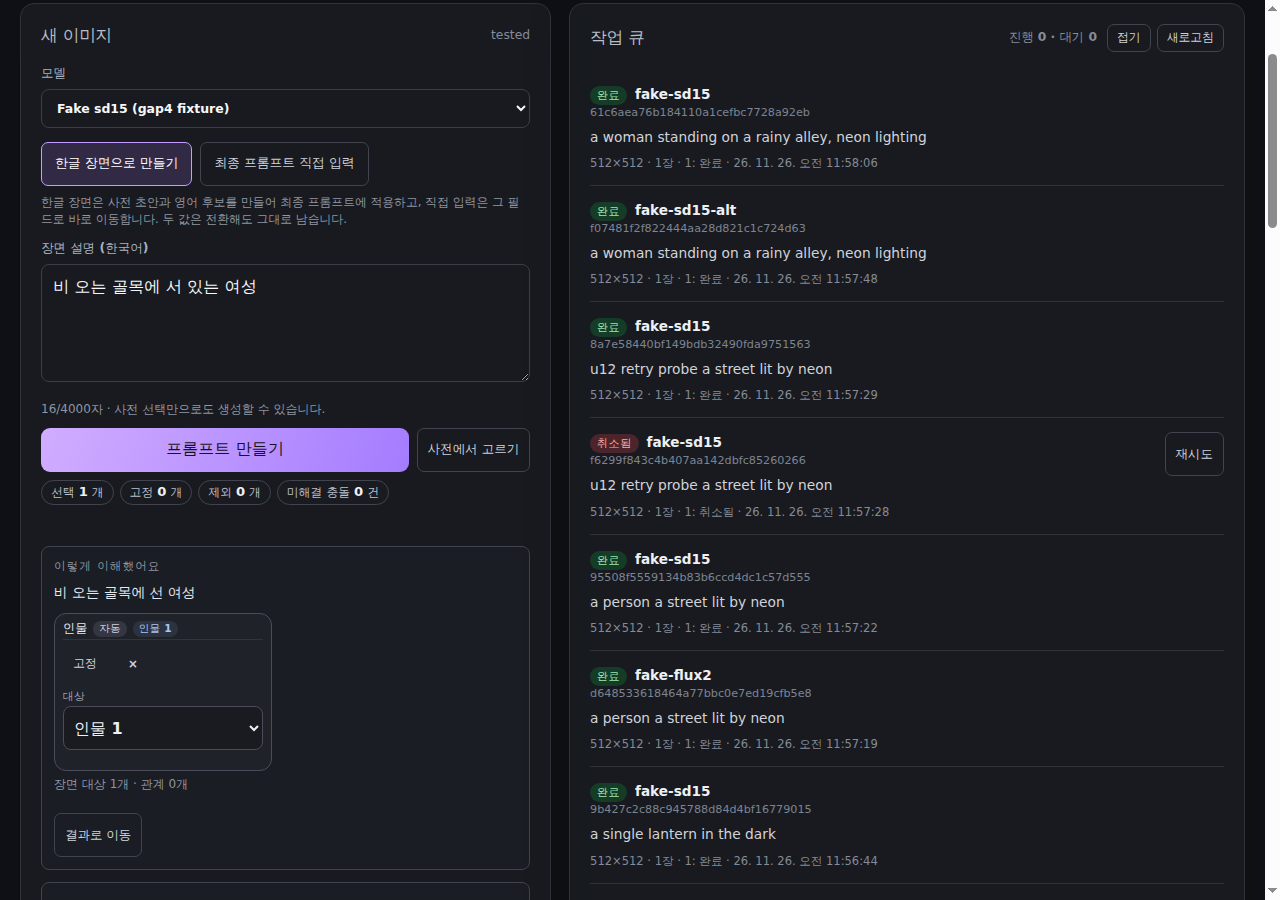 새 이미지
tested
모델
Fake sd15 (gap4 fixture)
한글 장면으로 만들기
최종 프롬프트 직접 입력
한글 장면은 사전 초안과 영어 후보를 만들어 최종 프롬프트에 적용하고, 직접 입력은 그 필
드로 바로 이동합니다. 두 값은 전환해도 그대로 남습니다.
장면 설명 (한국어)
비 오는 골목에 서 있는 여성
16/4000자 · 사전 선택만으로도 생성할 수 있습니다.
프롬프트 만들기
사전에서 고르기
선택 1 개
고정 0 개
제외 0 개
미해결 충돌 0 건
이렇게 이해했어요
비 오는 골목에 선 여성
인물 자동 인물 1
고정 ×
대상
인물 1
장면 대상 1개 · 관계 0개
결과로 이동
작업 큐
진행 0 · 대기 0
접기
새로고침
완료 fake-sd15
61c6aea76b184110a1cefbc7728a92eb
a woman standing on a rainy alley, neon lighting
512×512 · 1장 · 1: 완료 · 26. 11. 26. 오전 11:58:06
완료 fake-sd15-alt
f07481f2f822444aa28d821c1c724d63
a woman standing on a rainy alley, neon lighting
512×512 · 1장 · 1: 완료 · 26. 11. 26. 오전 11:57:48
완료 fake-sd15
8a7e58440bf149bdb32490fda9751563
u12 retry probe a street lit by neon
512×512 · 1장 · 1: 완료 · 26. 11. 26. 오전 11:57:29
취소됨 fake-sd15
f6299f843c4b407aa142dbfc85260266
u12 retry probe a street lit by neon
512×512 · 1장 · 1: 취소됨 · 26. 11. 26. 오전 11:57:28
재시도
완료 fake-sd15
95508f5559134b83b6ccd4dc1c57d555
a person a street lit by neon
512×512 · 1장 · 1: 완료 · 26. 11. 26. 오전 11:57:22
완료 fake-flux2
d648533618464a77bbc0e7ed19cfb5e8
a person a street lit by neon
512×512 · 1장 · 1: 완료 · 26. 11. 26. 오전 11:57:19
완료 fake-sd15
9b427c2c88c945788d84d4bf16779015
a single lantern in the dark
512×512 · 1장 · 1: 완료 · 26. 11. 26. 오전 11:56:44